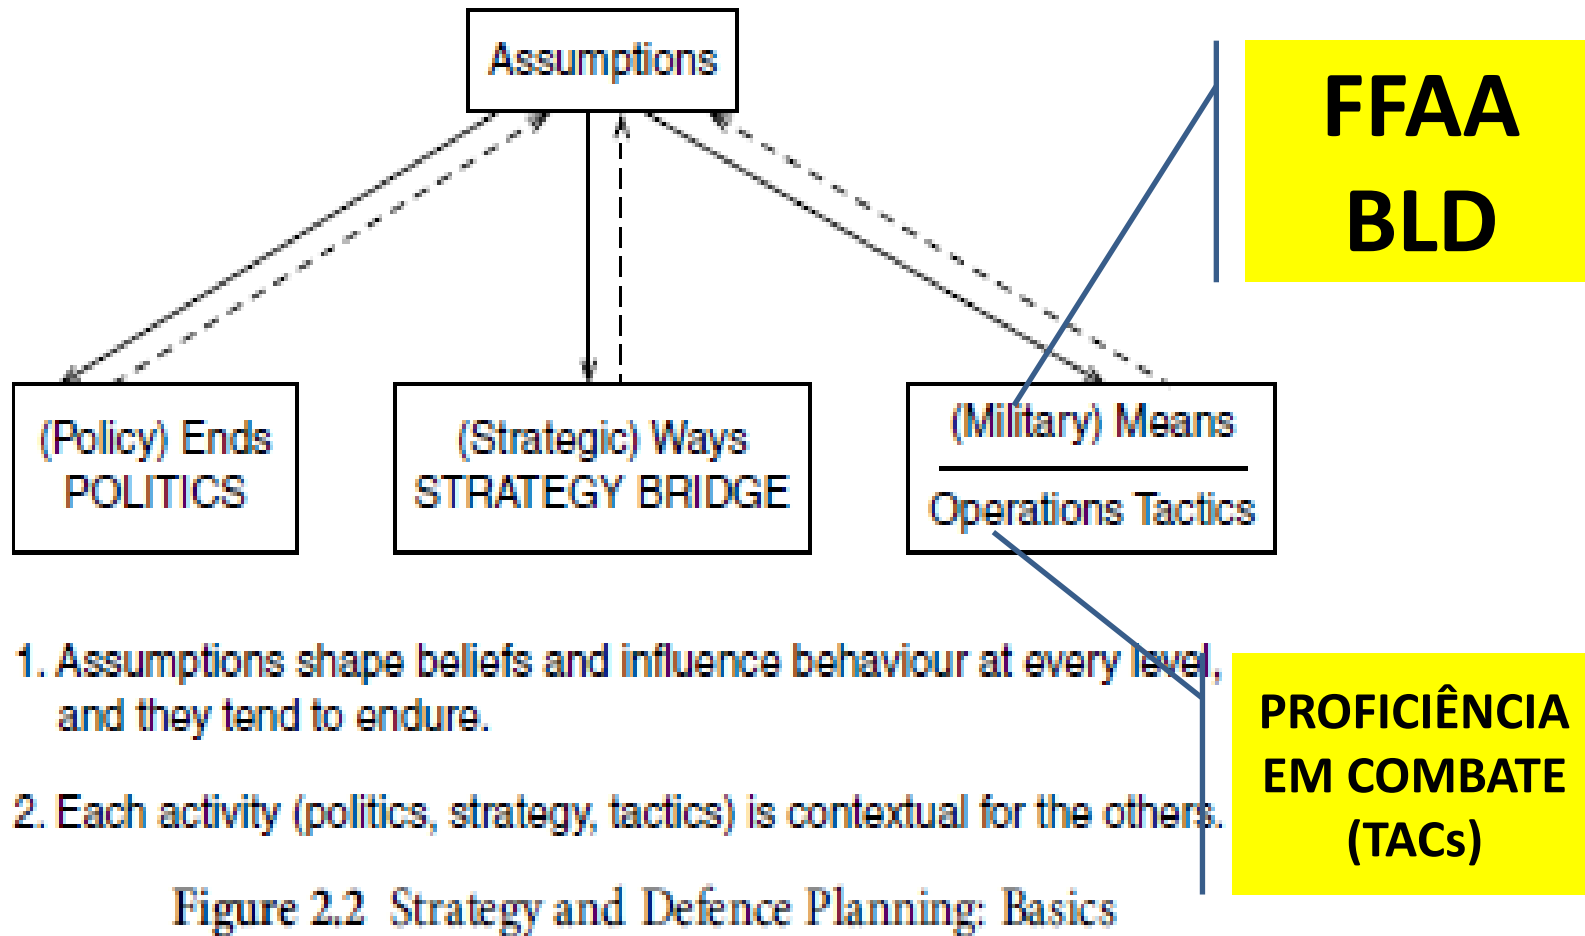 Assumptions
FFAA
BLD
(Policy) Ends
POLITICS
(Strategic) Ways
STRATEGY BRIDGE
(Military) Means
Operations Tactics
1. Assumptions shape beliefs and influence behaviour at every level,
and they tend to endure.
2. Each activity (politics, strategy, tactics) is contextual for the others.
PROFICIÊNCIA
EM COMBATE
(TACs)
Figure 2.2 Strategy and Defence Planning: Basics